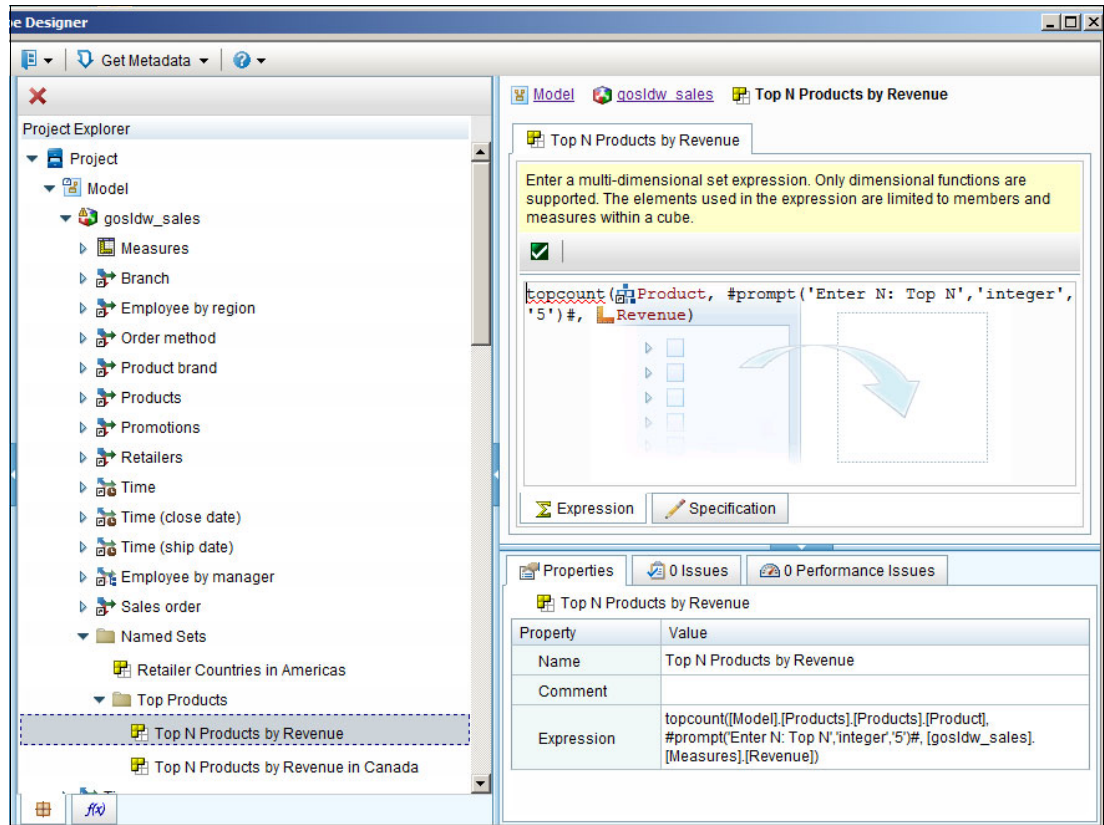 be Designer
Get Metadata
Project Explorer
Project
Model
gosldw_sales
Measures
Branch
Employee by region
Order method
Product brand
Products
Promotions
Retailers
Time
Time (close date)
Time (ship date)
Employee by manager
Sales order
Named Sets
Retailer Countries in Americas
Top Products
Top N Products by Revenue
Top N Products by Revenue in Canada
f(x)
Model gosldw_sales Top N Products by Revenue
Top N Products by Revenue
Enter a multi-dimensional set expression. Only dimensional functions are
supported. The elements used in the expression are limited to members and
measures within a cube.
topcount(Product, #prompt('Enter N: Top N','integer',
'5')#, Revenue)
Expression Specification
Properties 0 Issues 0 Performance Issues
Top N Products by Revenue
Property Value
Name Top N Products by Revenue
Comment
Expression topcount([Model].[Products].[Products].[Product],
#prompt('Enter N: Top N','integer','5')#, [gosldw_sales].
[Measures].[Revenue])